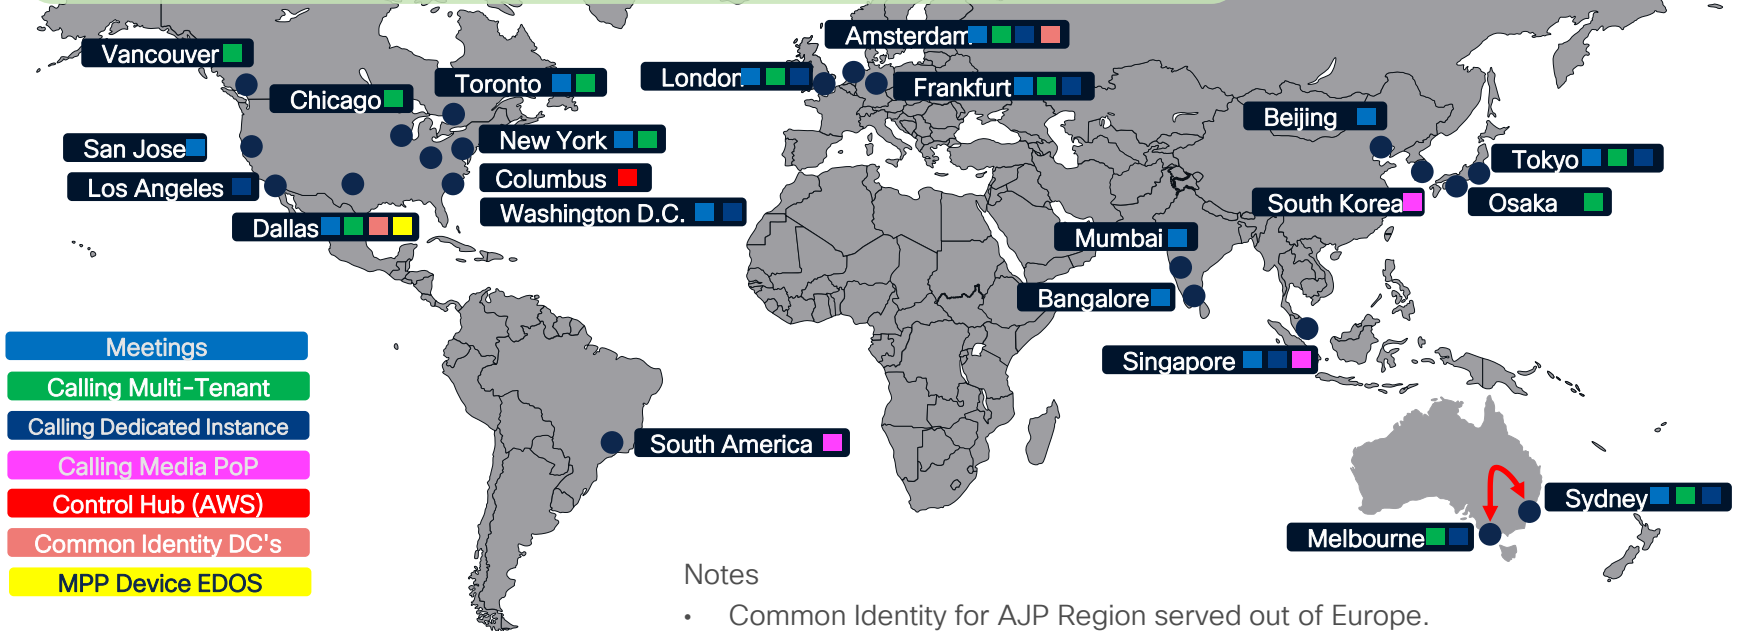 Amsterdam
Vancouver
London
Toronto
Frankfurt
Chicago
Beijing
New York
San Jose
Tokyo
Columbus
Los Angeles
South Korea
Osaka
Washington D.C.
Dallas
Mumbai
Bangalore
Meetings
Singapore
Calling Multi-Tenant
Calling Dedicated Instance
South America
Calling Media PoP
Control Hub (AWS)
Sydney
Melbourne
Common Identity DC's
MPP Device EDOS
Notes
• Common Identity for AJP Region served out of Europe.